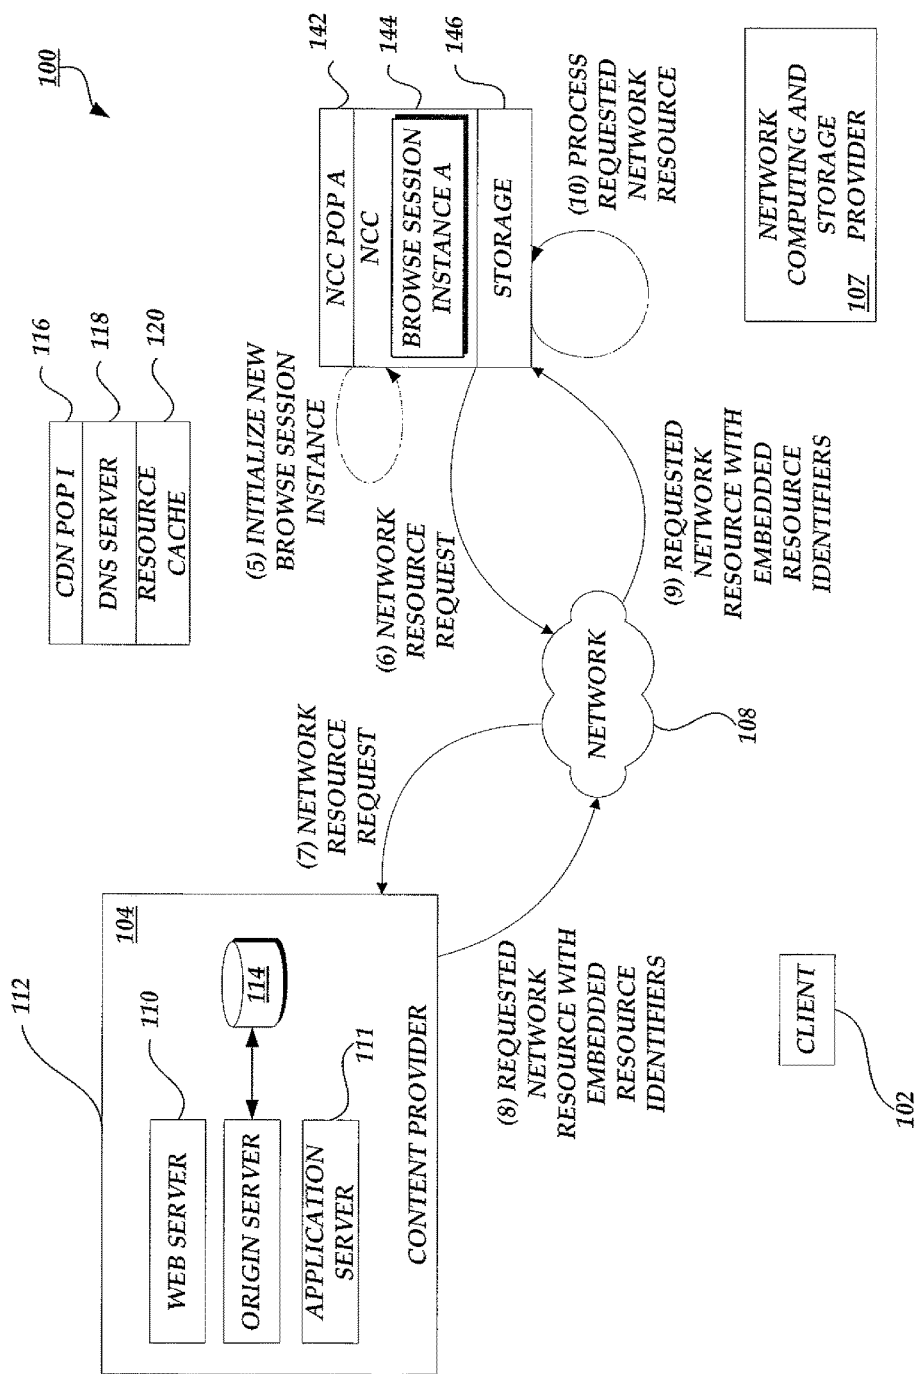 100
116
118
120
CDN POP I
DNS SERVER
RESOURCE
CACHE
142
144
146
NCC POP A
NCC
BROWSE SESSION
INSTANCE A
STORAGE
(5) INITIALIZE NEW
BROWSE SESSION
INSTANCE
(10) PROCESS
REQUESTED
NETWORK
RESOURCE
NETWORK
COMPUTING AND
STORAGE
PROVIDER
107
(6) NETWORK
RESOURCE
REQUEST
(7) NETWORK
RESOURCE
REQUEST
NETWORK
108
(9) REQUESTED
NETWORK
RESOURCE WITH
EMBEDDED
RESOURCE
IDENTIFIERS
(8) REQUESTED
NETWORK
RESOURCE WITH
EMBEDDED
RESOURCE
IDENTIFIERS
112
104
110
WEB SERVER
114
ORIGIN SERVER
111
APPLICATION
SERVER
CONTENT PROVIDER
CLIENT
102